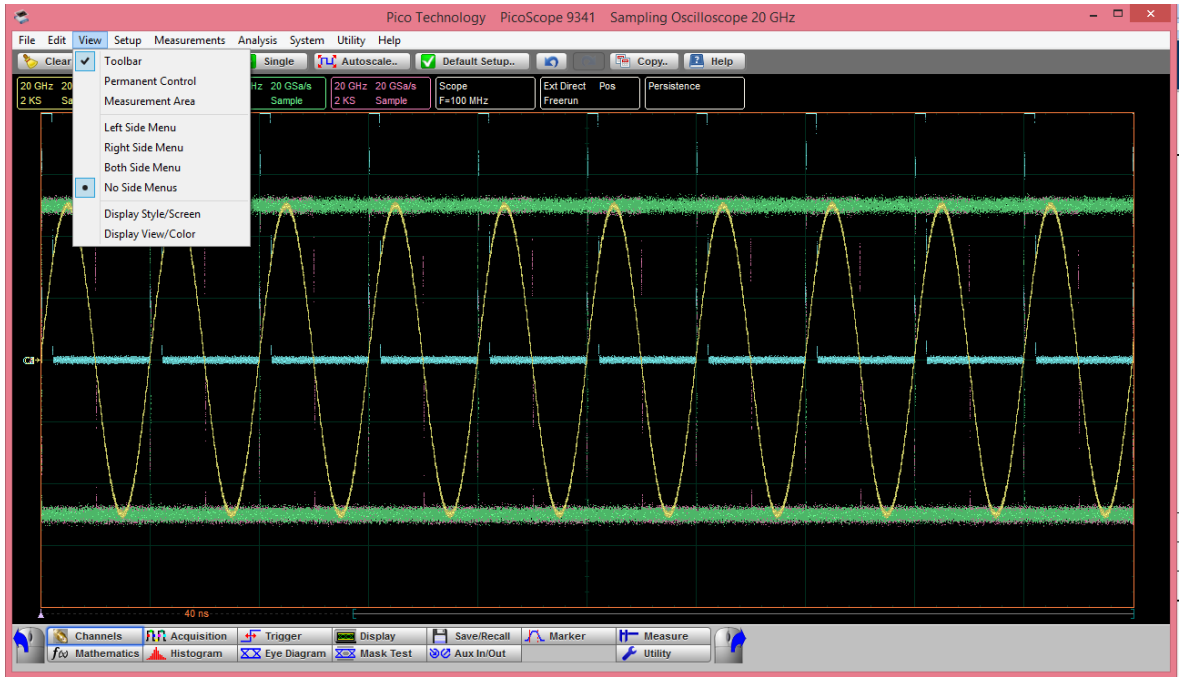 Pico Technology PicoScope 9341 Sampling Oscilloscope 20 GHz
File Edit View Setup Measurements Analysis System Utility Help
Clear Single Autoscale.. Default Setup.. Copy.. Help
Toolbar
Permanent Control
Measurement Area
Left Side Menu
Right Side Menu
Both Side Menu
No Side Menus
Display Style/Screen
Display View/Color
20 GHz 20
2 KS Sa
Hz 20 GSa/s
Sample
20 GHz 20 GSa/s
2 KS Sample
Scope
F=100 MHz
Ext Direct Pos
Freerun
Persistence
40 ns
Channels Acquisition Trigger Display Save/Recall Marker Measure
f(x) Mathematics Histogram Eye Diagram Mask Test Aux In/Out Utility